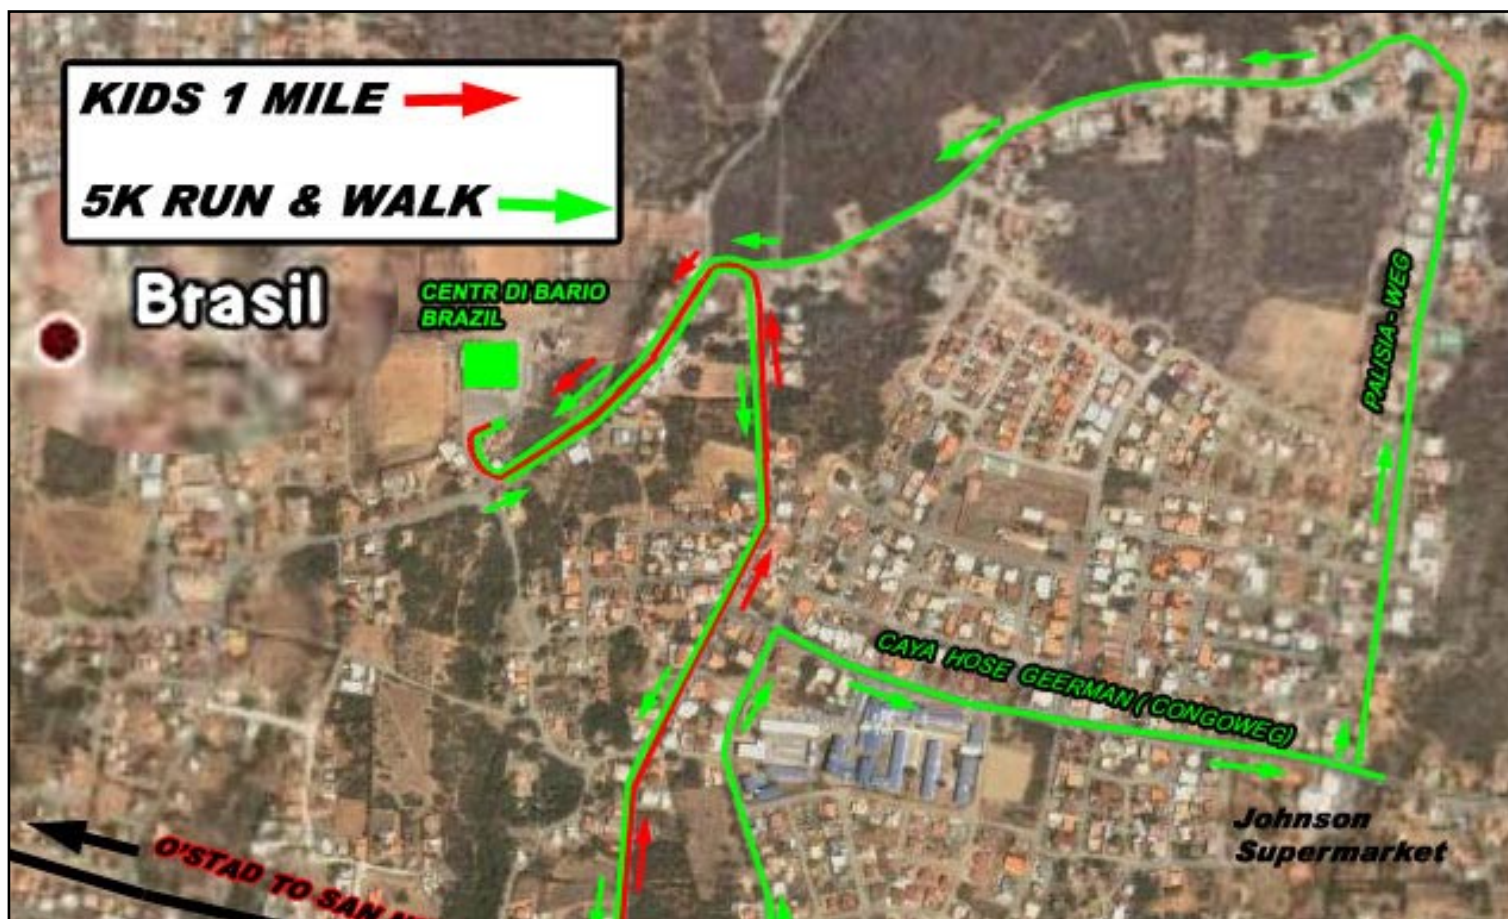 KIDS 1 MILE
5K RUN & WALK
Brasil
CENTR DI BARIO
BRAZIL
PALISIA-WEG
CAYA HOSE GEERMAN (CONGOWEG)
Johnson
Supermarket
O'STAD TO SAN